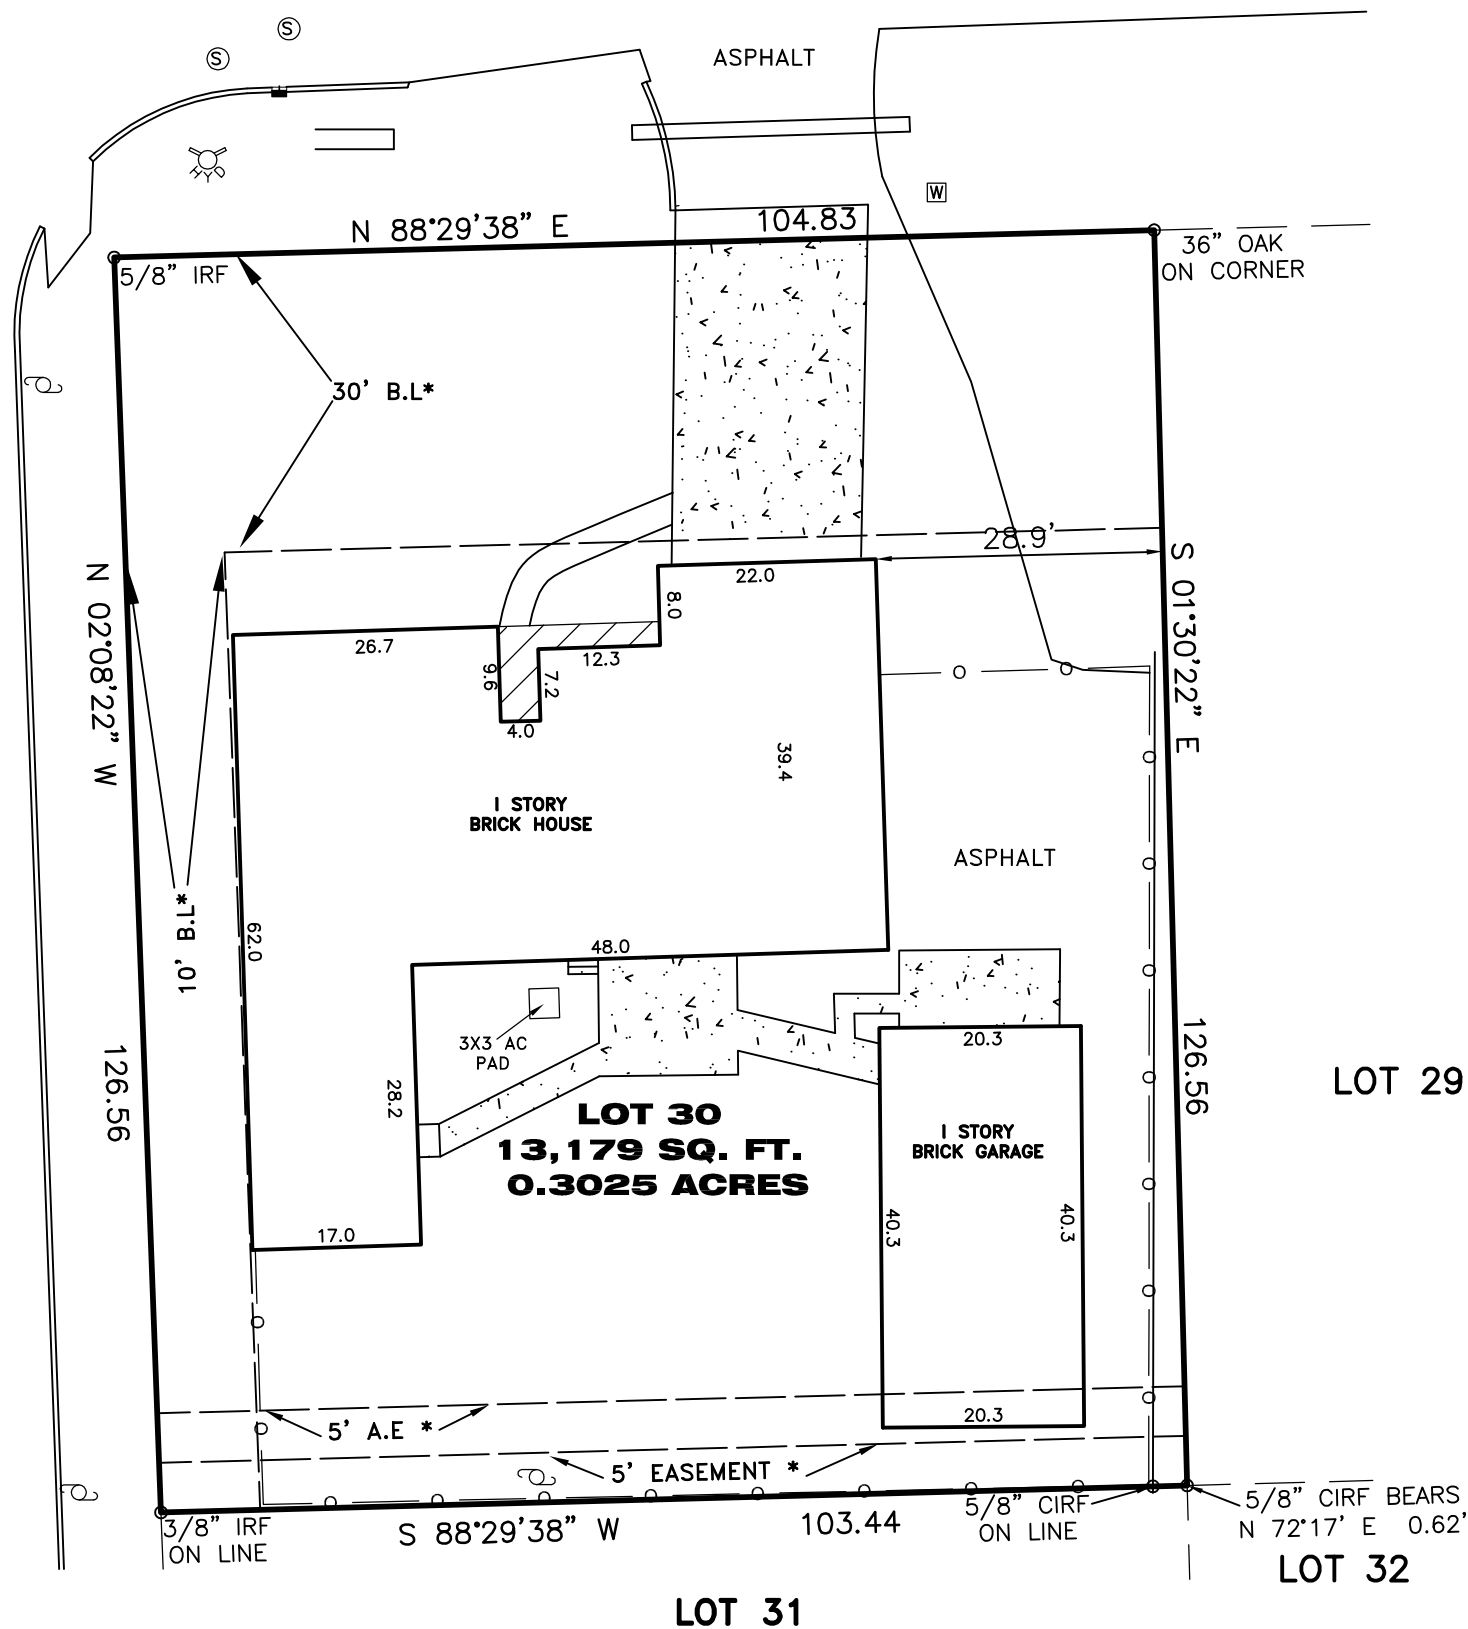 S
S
ASPHALT
HYD
W
N 88°29'38" E
104.83
5/8" IRF
36" OAK
ON CORNER
30' B.L*
28.9'
22.0
8.0
26.7
12.3
9.6
7.2
4.0
N 02°08'22" W
S 01°30'22" E
39.4
1 STORY
BRICK HOUSE
ASPHALT
10' B.L*
62.0
48.0
3X3 AC
PAD
20.3
126.56
28.2
126.56
LOT 29
LOT 30
13,179 SQ. FT.
0.3025 ACRES
1 STORY
BRICK GARAGE
40.3
40.3
17.0
20.3
5' A.E *
5' EASEMENT *
3/8" IRF
ON LINE
S 88°29'38" W
103.44
5/8" CIRF
ON LINE
5/8" CIRF BEARS
N 72°17' E 0.62'
LOT 32
LOT 31